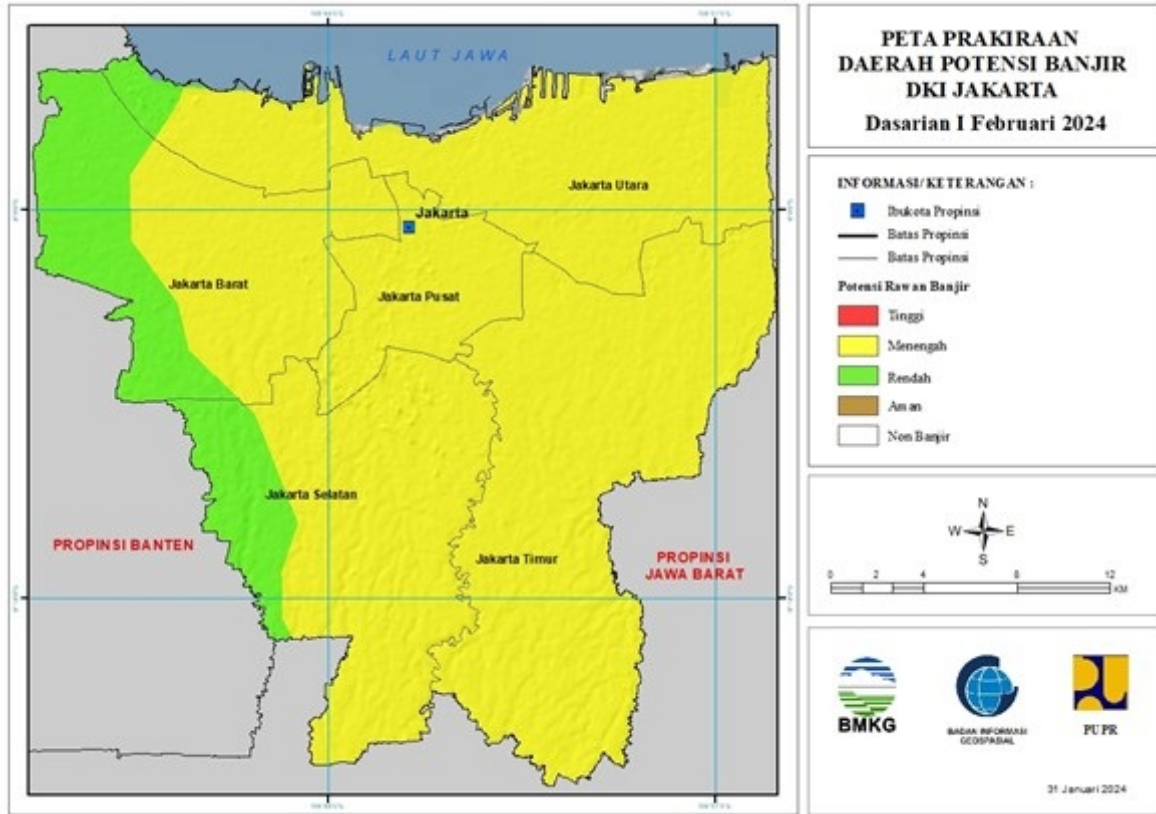 LAUT JAWA
Jakarta Utara
Jakarta
Jakarta Barat
Jakarta Pusat
Jakarta Selatan
PROPINSI BANTEN
Jakarta Timur
PROPINSI
JAWA BARAT
PETA PRAKIRAAN
DAERAH POTENSI BANJIR
DKI JAKARTA
Dasarian I Februari 2024
INFORMASI/KETERANGAN :
Ibukota Propinsi
Batas Propinsi
Batas Propinsi
Potensi Rawan Banjir
Tinggi
Menengah
Rendah
Aman
Non Banjir
N
W E
S
0 2 4 8 12
KM
BMKG
BADAN INFORMASI
GEOSPASIAL
PUPR
31 Januari 2024